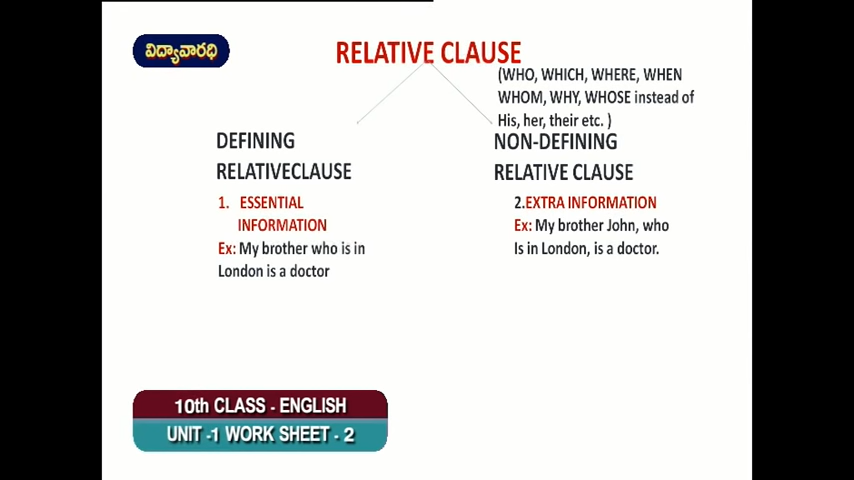 విద్యావారధి
RELATIVE CLAUSE
(WHO, WHICH, WHERE, WHEN
WHOM, WHY, WHOSE instead of
His, her, their etc. )
DEFINING
RELATIVECLAUSE
1. ESSENTIAL
INFORMATION
Ex: My brother who is in
London is a doctor
NON-DEFINING
RELATIVE CLAUSE
2.EXTRA INFORMATION
Ex: My brother John, who
Is in London, is a doctor.
10th CLASS - ENGLISH
UNIT -1 WORK SHEET - 2